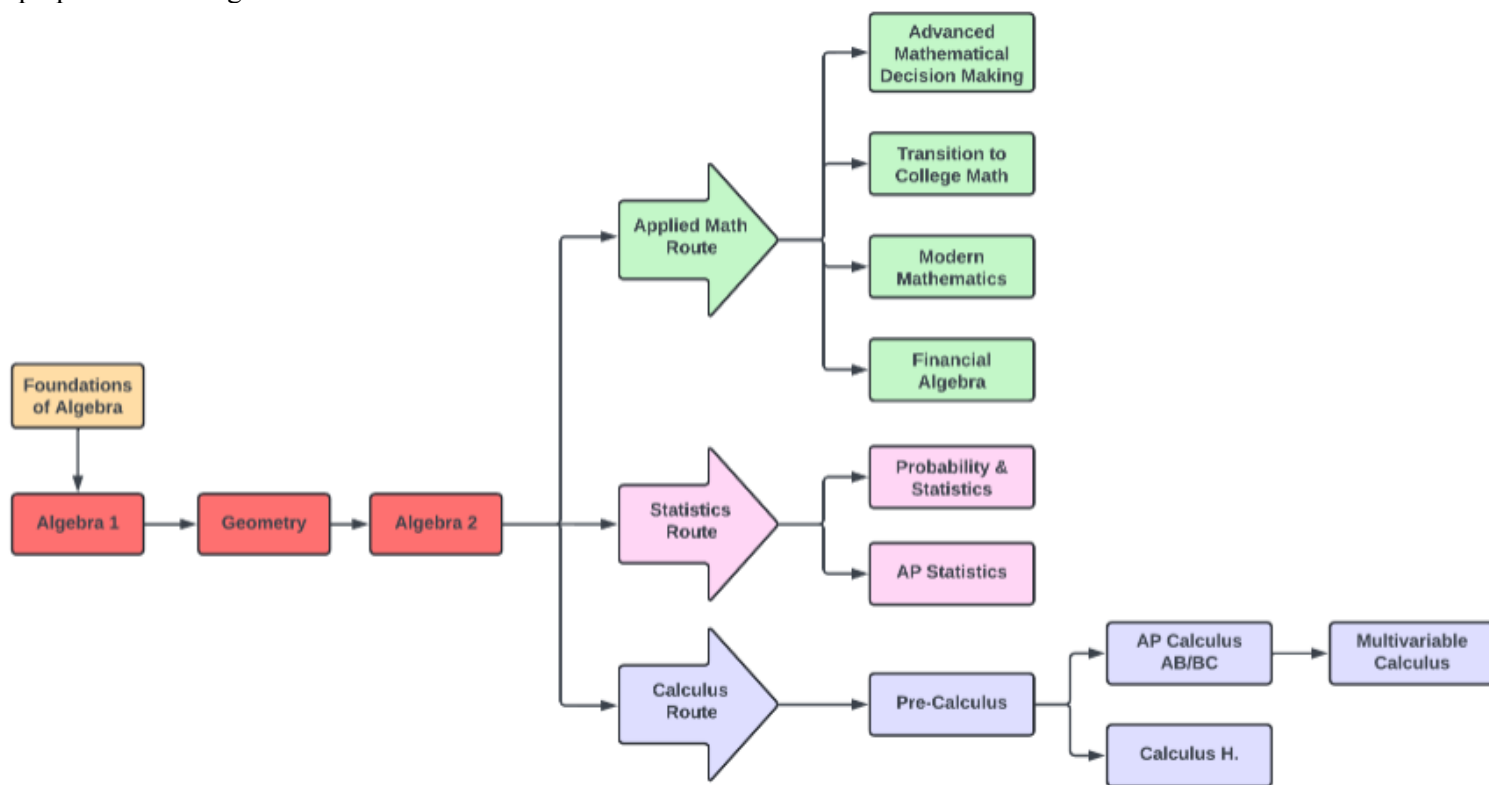 Advanced
Mathematical
Decision Making
Transition to
College Math
Applied Math
Route
Modern
Mathematics
Financial
Algebra
Foundations
of Algebra
Algebra 1
Geometry
Algebra 2
Statistics
Route
Probability &
Statistics
AP Statistics
Calculus
Route
Pre-Calculus
AP Calculus
AB/BC
Multivariable
Calculus
Calculus H.